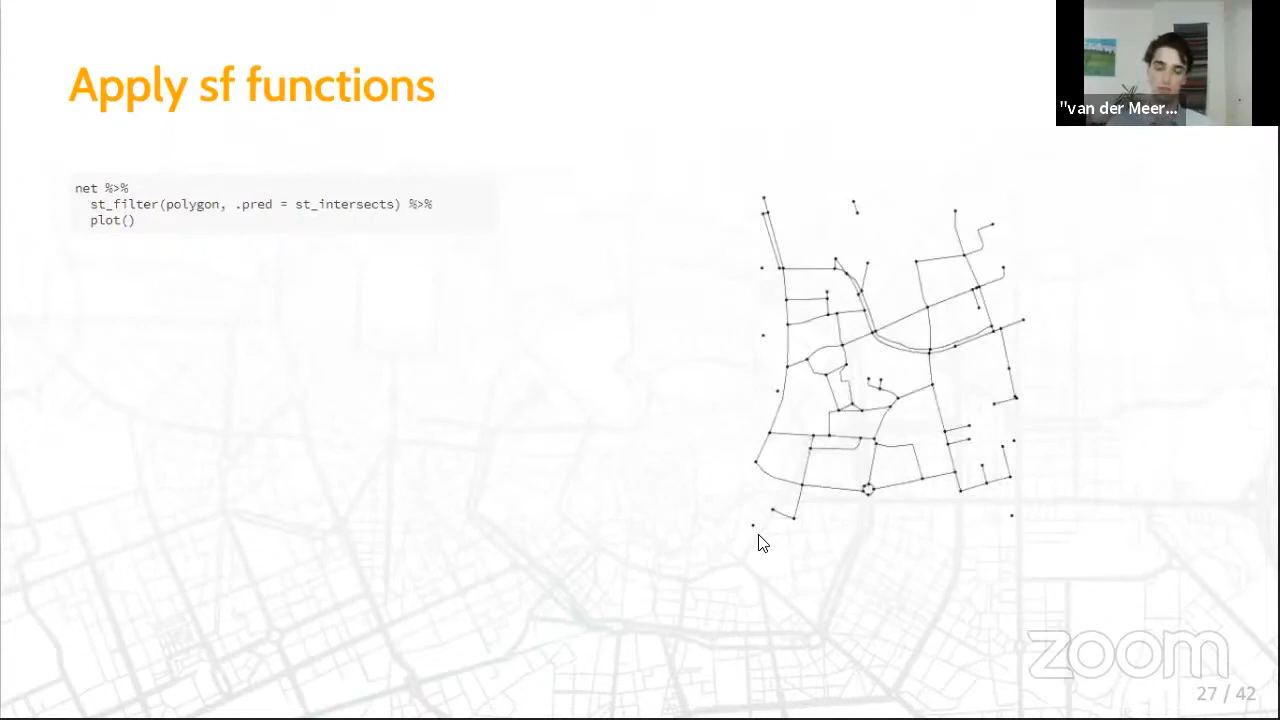 Apply sf functions
"van der Meer...
net %>%
st_filter(polygon, .pred = st_intersects) %>%
plot()
zoom
27 / 42